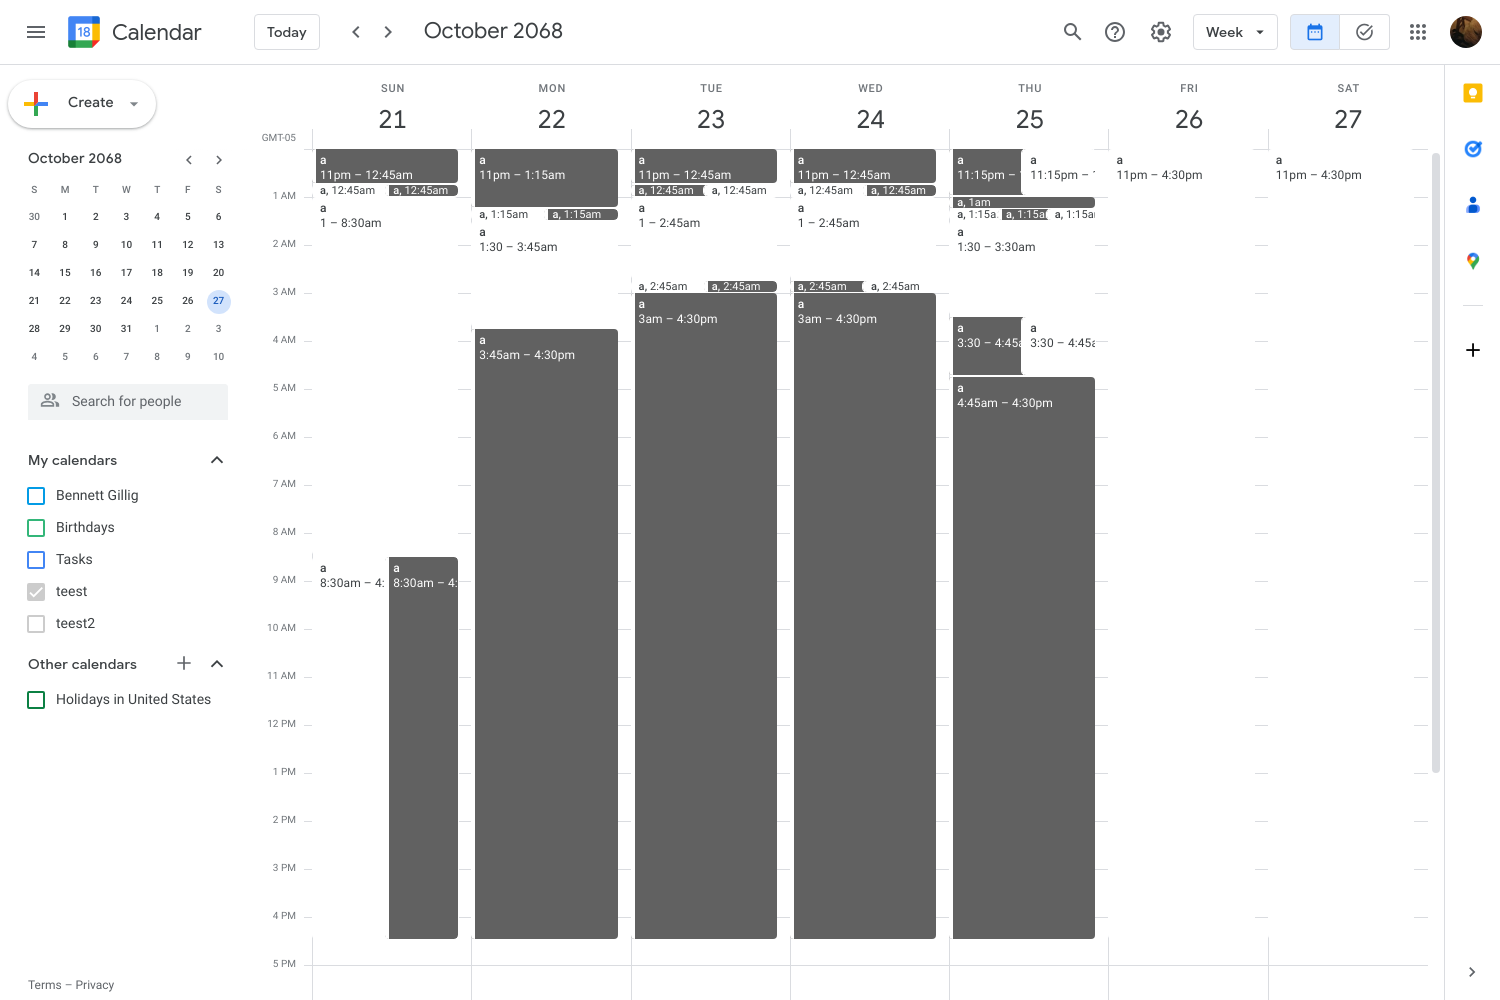 18 Calendar Today October 2068 Week
Create
SUN MON TUE WED THU FRI SAT
21 22 23 24 25 26 27
GMT-05
October 2068
S M T W T F S
30 1 2 3 4 5 6
7 8 9 10 11 12 13
14 15 16 17 18 19 20
21 22 23 24 25 26 27
28 29 30 31 1 2 3
4 5 6 7 8 9 10
Search for people
My calendars
Bennett Gillig
Birthdays
Tasks
teest
teest2
Other calendars
Holidays in United States
Terms – Privacy
1 AM
2 AM
3 AM
4 AM
5 AM
6 AM
7 AM
8 AM
9 AM
10 AM
11 AM
12 PM
1 PM
2 PM
3 PM
4 PM
5 PM
a
11pm – 12:45am
a, 12:45am a, 12:45am
a
1 – 8:30am
a
8:30am – 4:
a
8:30am – 4:
a
11pm – 1:15am
a, 1:15am a, 1:15am
a
1:30 – 3:45am
a
3:45am – 4:30pm
a
11pm – 12:45am
a, 12:45am a, 12:45am
a
1 – 2:45am
a, 2:45am a, 2:45am
a
3am – 4:30pm
a
11pm – 12:45am
a, 12:45am a, 12:45am
a
1 – 2:45am
a, 2:45am a, 2:45am
a
3am – 4:30pm
a
11:15pm –
a
11:15pm –
a, 1am
a, 1:15a. a, 1:15a a, 1:15a
a
1:30 – 3:30am
a
3:30 – 4:45a
a
3:30 – 4:45a
a
4:45am – 4:30pm
a
11pm – 4:30pm
a
11pm – 4:30pm